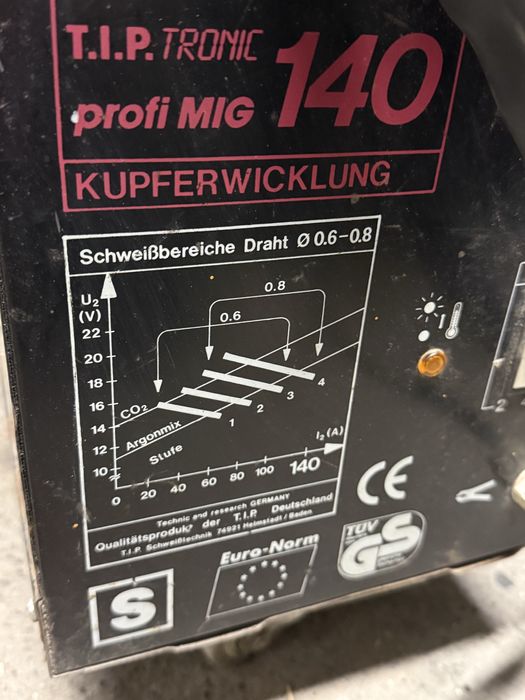 T.I.P. TRONIC
profi MIG 140
KUPFERWICKLUNG
Schweißbereiche Draht Ø 0.6–0.8
U₂
(V)
22
20
18
16
14
12
10
0.8
0.6
CO₂
Argonmix
Stufe
1
2
3
4
I₂ (A)
0 20 40 60 80 100 140
Technic and research GERMANY
Qualitätsprodukt der T.I.P. Deutschland
T.I.P. Schweißtechnik 74921 Helmstadt / Baden
CE
TÜV
GS
Euro-Norm
S
2